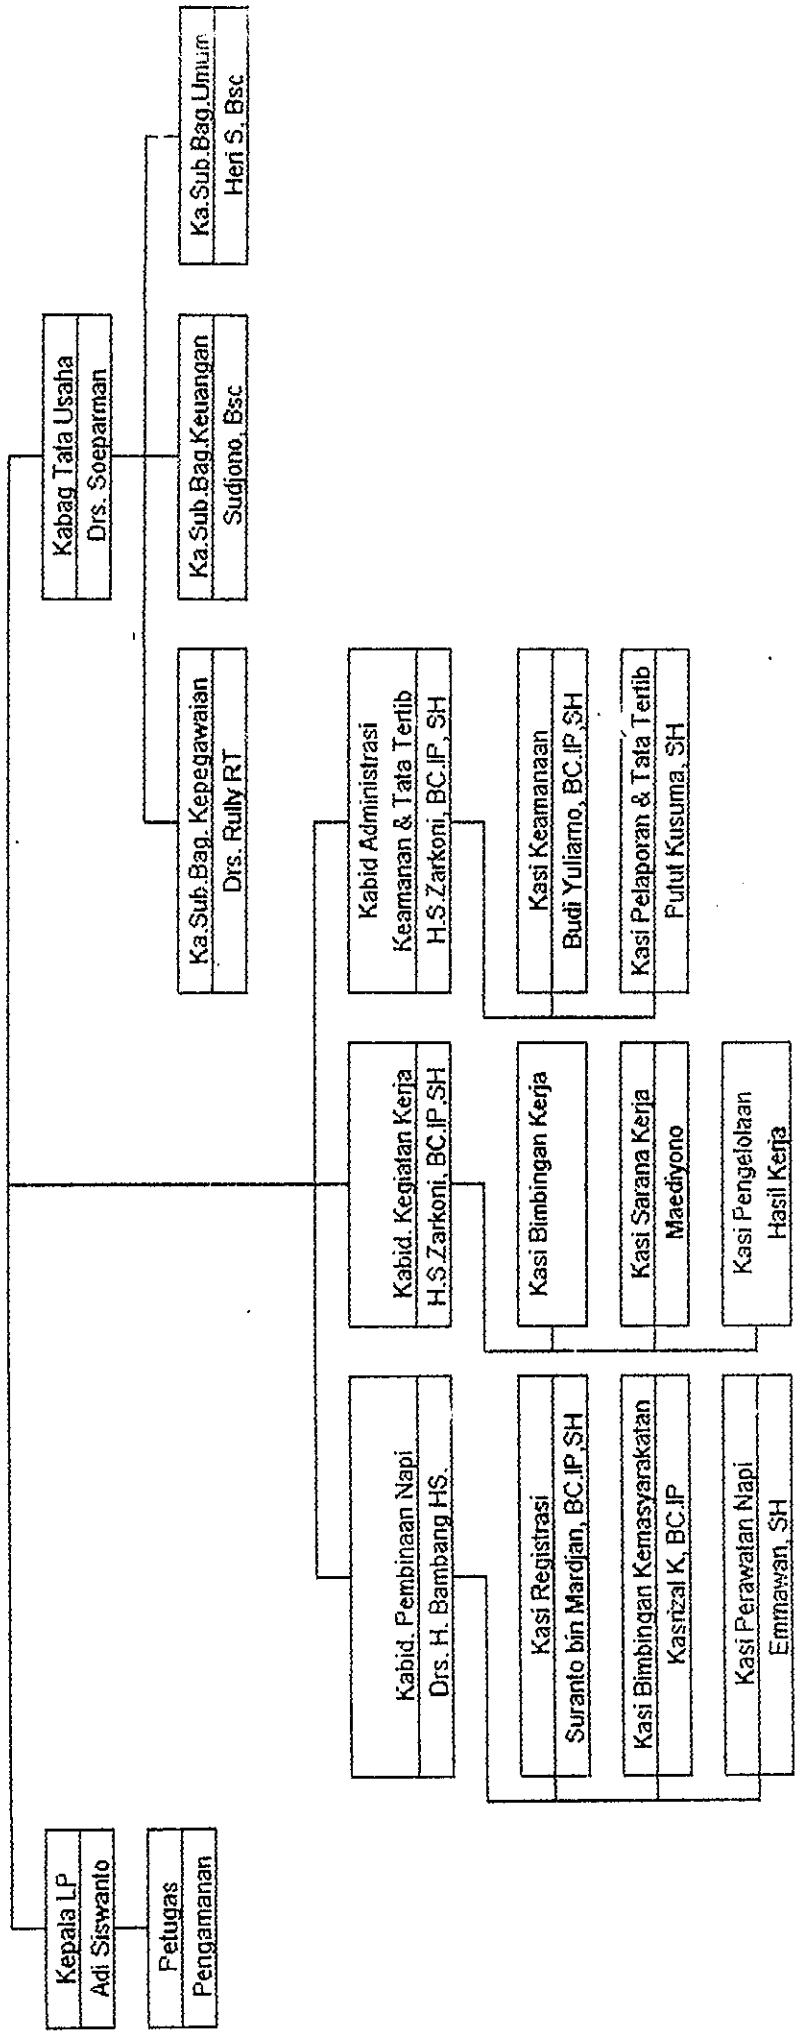 Kepala LP
Adi Siswanto
Petugas
Pengamanan
Kabag Tata Usaha
Drs. Soeparman
Ka.Sub.Bag. Kepegawaian
Drs. Rully RT
Ka.Sub.Bag.Keuangan
Sudjono, Bsc
Ka.Sub.Bag.Umum
Heri S, Bsc
Kabid. Pembinaan Napi
Drs. H. Bambang HS.
Kasi Registrasi
Suranto bin Mardjan, BC.IP,SH
Kasi Bimbingan Kemasyarakatan
Kasrizal K, BC.IP
Kasi Perawatan Napi
Emmawan, SH
Kabid. Kegiatan Kerja
H.S.Zarkoni, BC.IP,SH
Kasi Bimbingan Kerja
Kasi Sarana Kerja
Maediyono
Kasi Pengelolaan
Hasil Kerja
Kabid Administrasi
Keamanan & Tata Tertib
H.S.Zarkoni, BC.IP, SH
Kasi Keamanaan
Budi Yuliarno, BC.IP,SH
Kasi Pelaporan & Tata Tertib
Putut Kusuma, SH